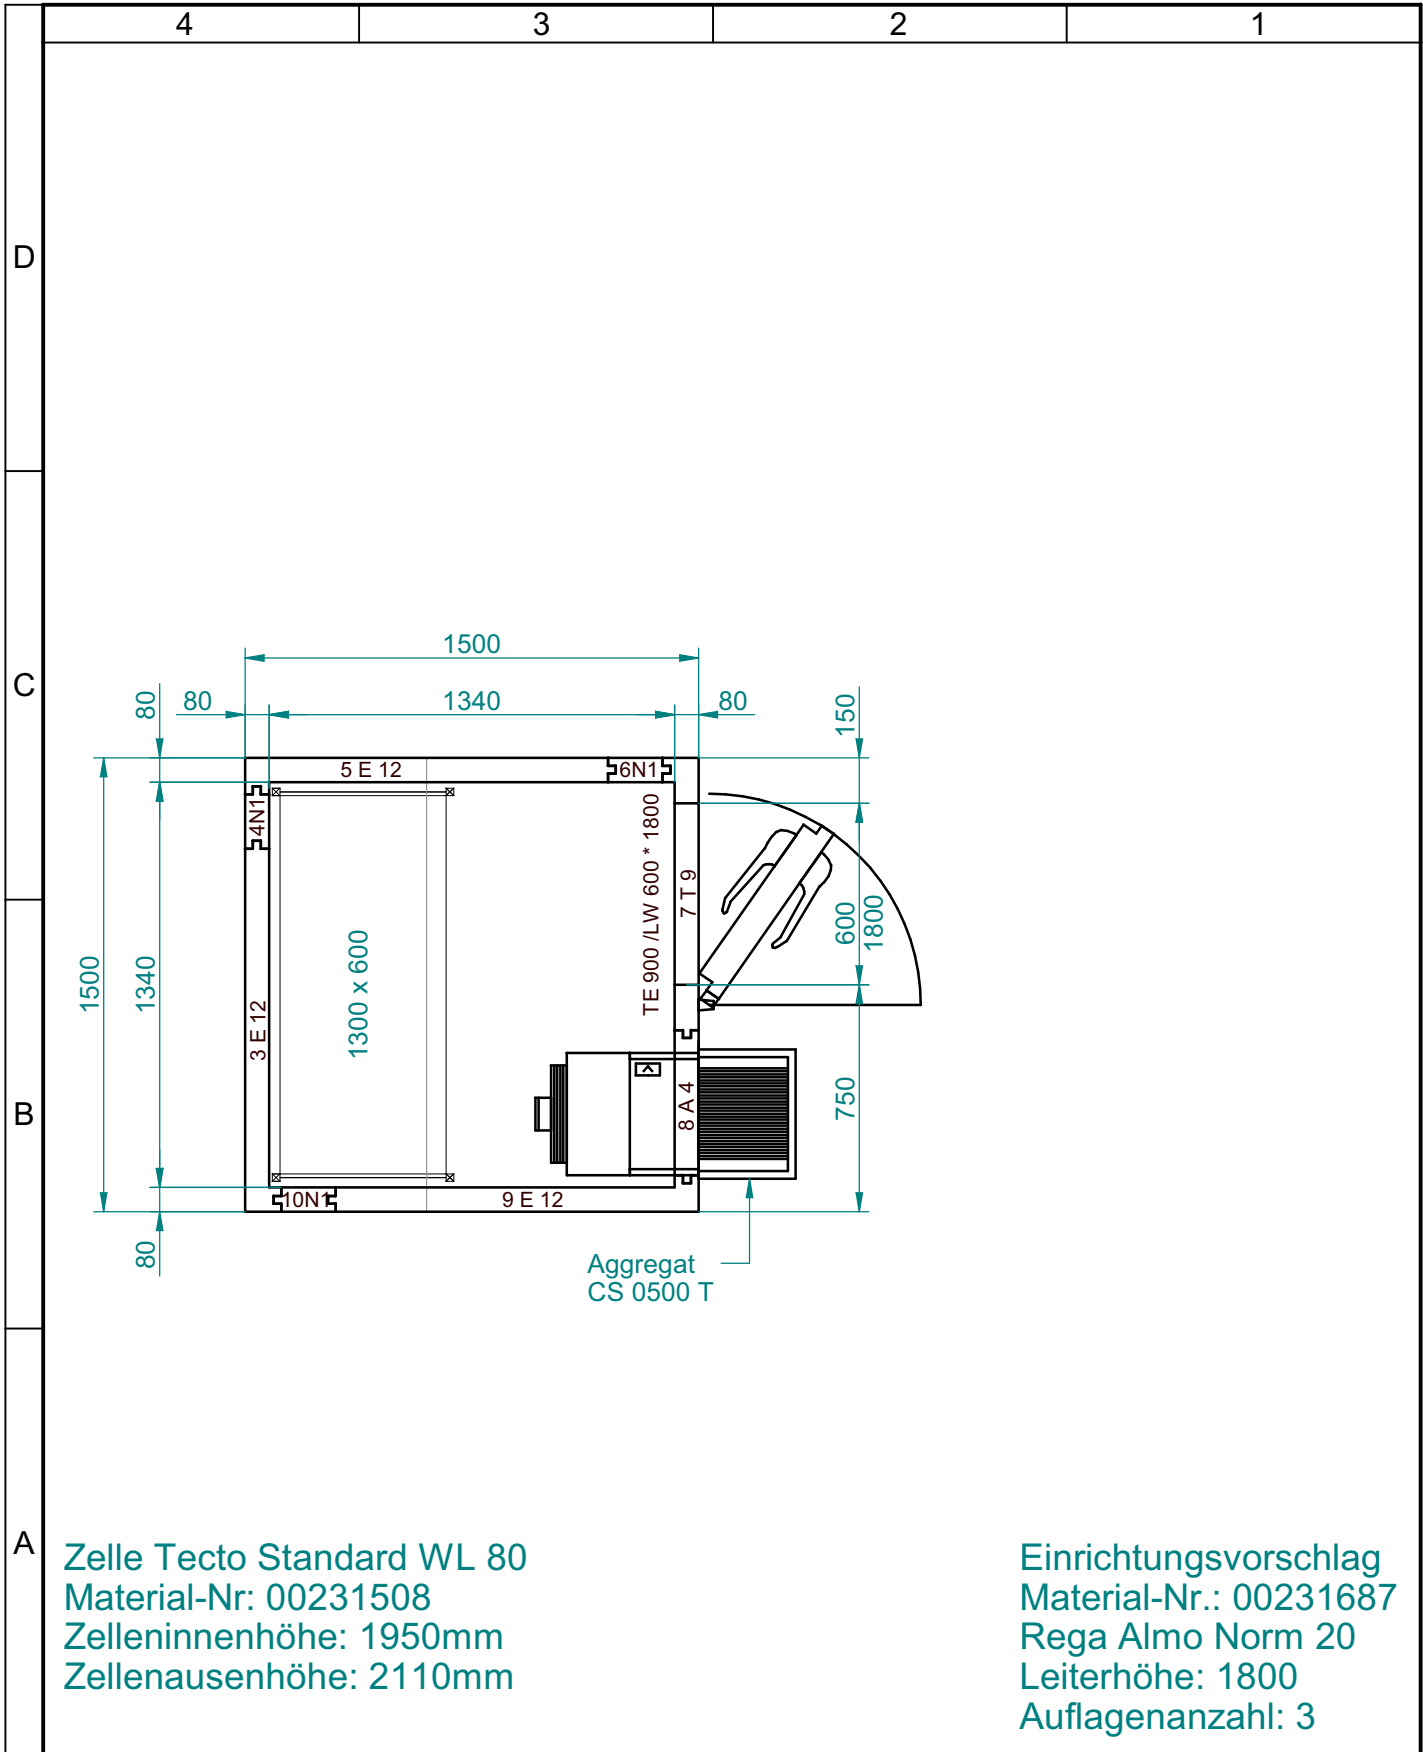 4
3
2
1
D
C
B
A
1500
80
80
1340
80
150
5 E 12
6N1
4N1
TE 900 /LW 600 * 1800
7 T 9
600
1800
1500
1340
1300 x 600
3 E 12
8 A 4
750
10N1
9 E 12
80
Aggregat
CS 0500 T
Zelle Tecto Standard WL 80
Material-Nr: 00231508
Zelleninnenhöhe: 1950mm
Zellenausenhöhe: 2110mm
Einrichtungsvorschlag
Material-Nr.: 00231687
Rega Almo Norm 20
Leiterhöhe: 1800
Auflagenanzahl: 3